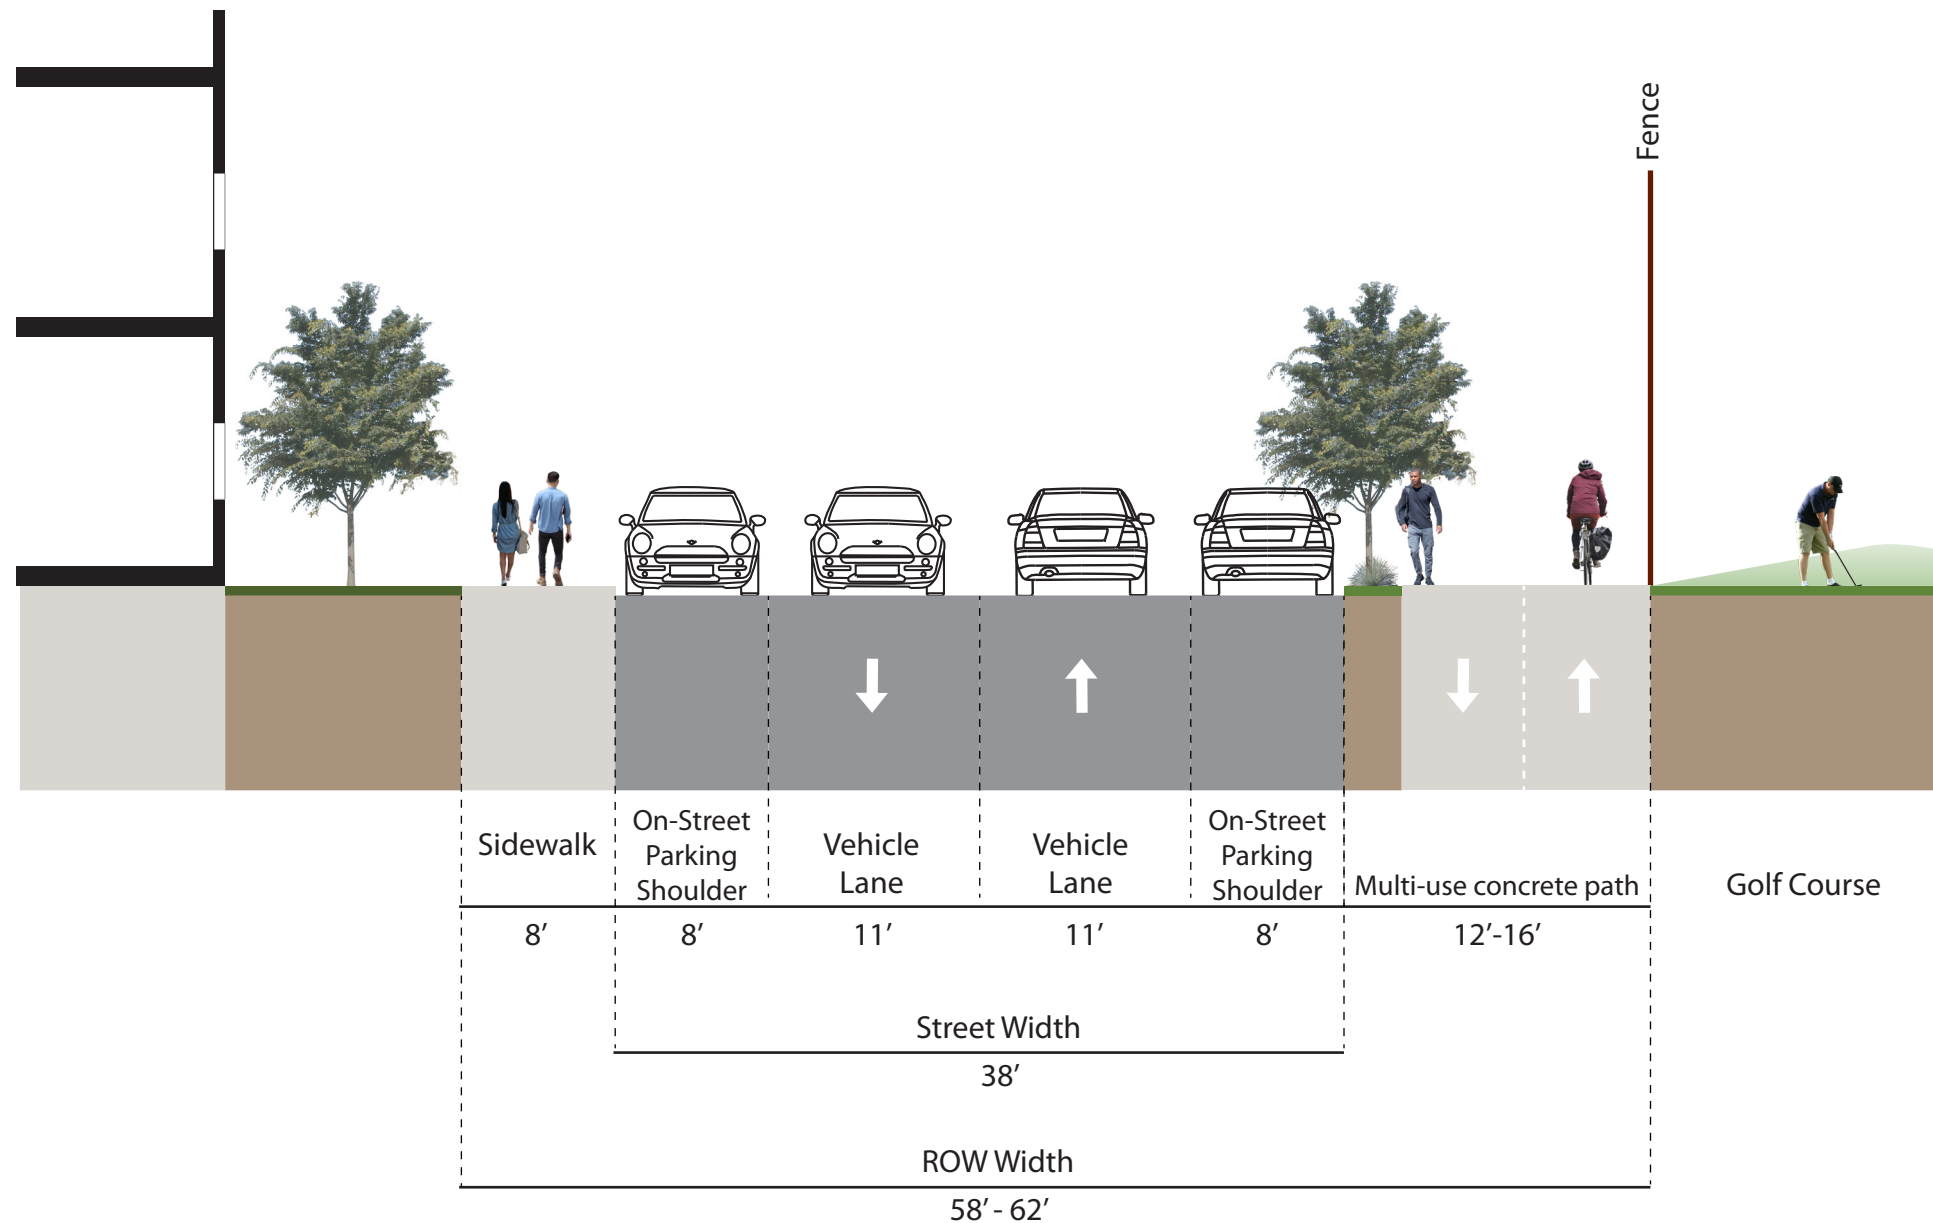 Fence
Sidewalk
On-Street
Parking
Shoulder
Vehicle
Lane
Vehicle
Lane
On-Street
Parking
Shoulder
Multi-use concrete path
Golf Course
8’
8’
11’
11’
8’
12’-16’
Street Width
38’
ROW Width
58’ - 62’